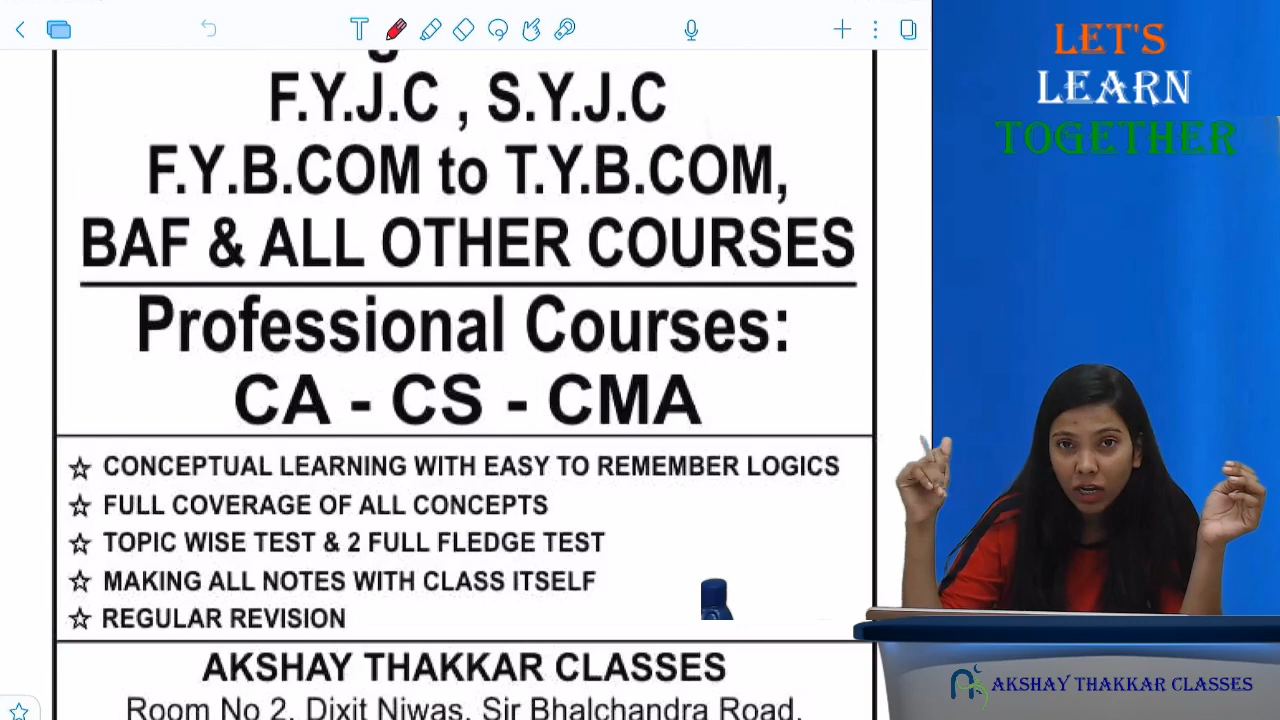 F.Y.J.C , S.Y.J.C
F.Y.B.COM to T.Y.B.COM,
BAF & ALL OTHER COURSES
Professional Courses:
CA - CS - CMA
☆ CONCEPTUAL LEARNING WITH EASY TO REMEMBER LOGICS
☆ FULL COVERAGE OF ALL CONCEPTS
☆ TOPIC WISE TEST & 2 FULL FLEDGE TEST
☆ MAKING ALL NOTES WITH CLASS ITSELF
☆ REGULAR REVISION
AKSHAY THAKKAR CLASSES
Room No 2, Dixit Niwas, Sir Bhalchandra Road,
LET'S
LEARN
TOGETHER
AKSHAY THAKKAR CLASSES